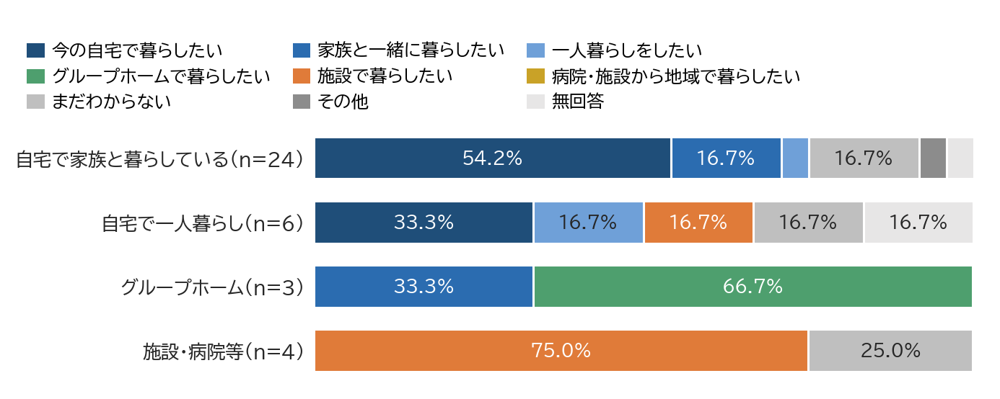 今の自宅で暮らしたい 家族と一緒に暮らしたい 一人暮らしをしたい
グループホームで暮らしたい 施設で暮らしたい 病院・施設から地域で暮らしたい
まだわからない その他 無回答
自宅で家族と暮らしている(n=24) 54.2% 16.7% 16.7%
自宅で一人暮らし(n=6) 33.3% 16.7% 16.7% 16.7% 16.7%
グループホーム(n=3) 33.3% 66.7%
施設・病院等(n=4) 75.0% 25.0%